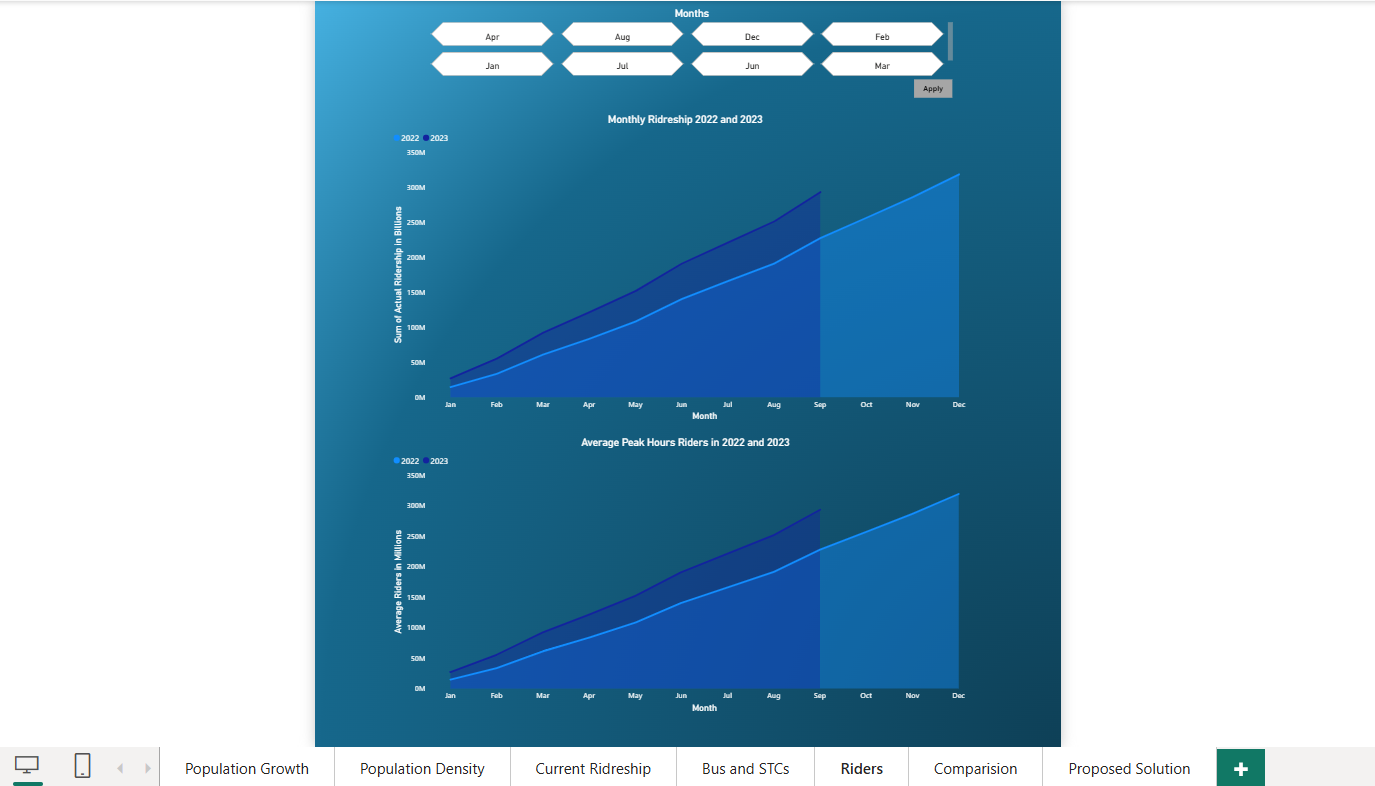 Months
Apr Aug Dec Feb
Jan Jul Jun Mar
Apply
Monthly Ridreship 2022 and 2023
2022 2023
350M
300M
250M
200M
150M
100M
50M
0M
Sum of Actual Ridership in Billions
Jan Feb Mar Apr May Jun Jul Aug Sep Oct Nov Dec
Month
Average Peak Hours Riders in 2022 and 2023
2022 2023
350M
300M
250M
200M
150M
100M
50M
0M
Average Riders in Millions
Jan Feb Mar Apr May Jun Jul Aug Sep Oct Nov Dec
Month
Population Growth Population Density Current Ridreship Bus and STCs Riders Comparision Proposed Solution